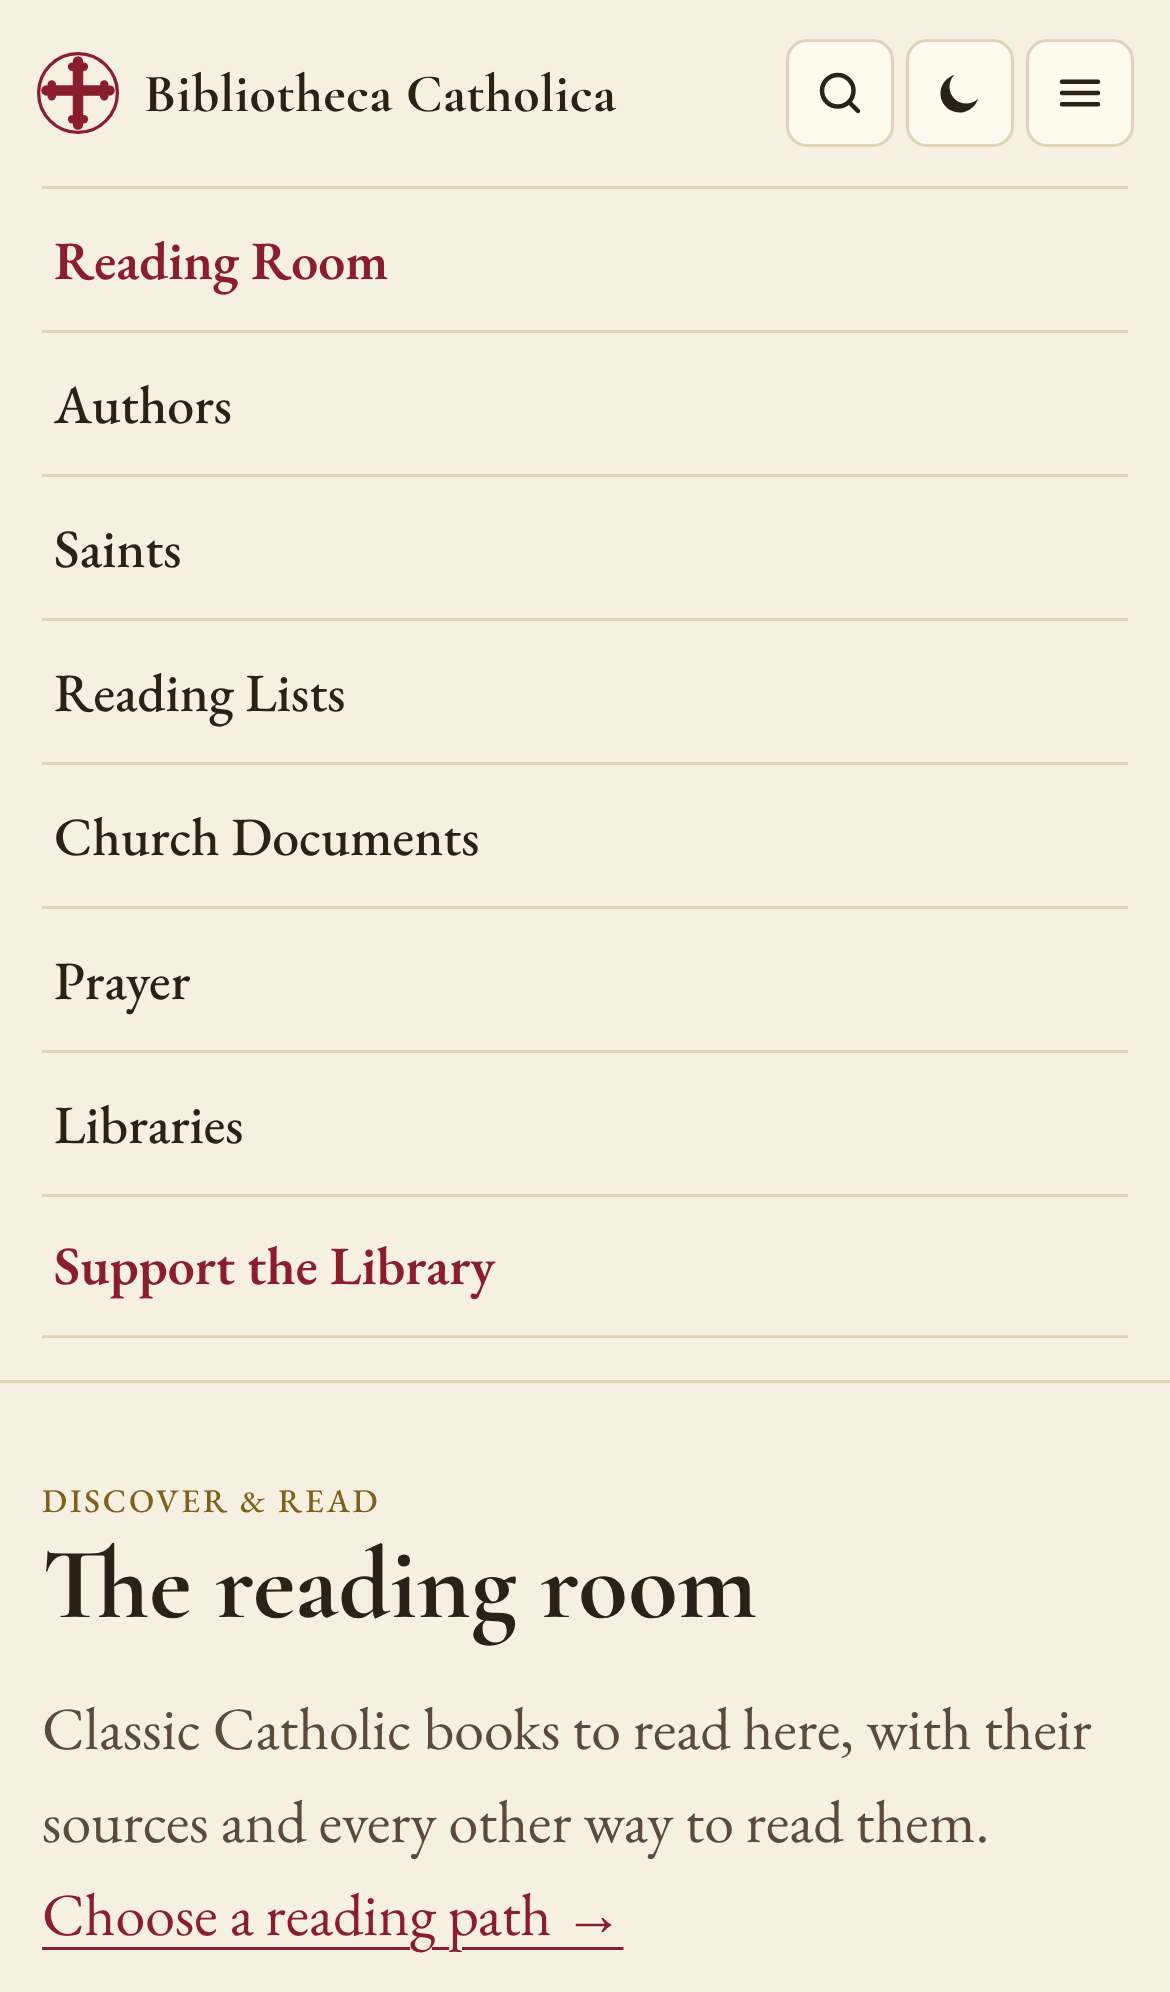 Bibliotheca Catholica
Reading Room
Authors
Saints
Reading Lists
Church Documents
Prayer
Libraries
Support the Library
DISCOVER & READ
The reading room
Classic Catholic books to read here, with their
sources and every other way to read them.
Choose a reading path →